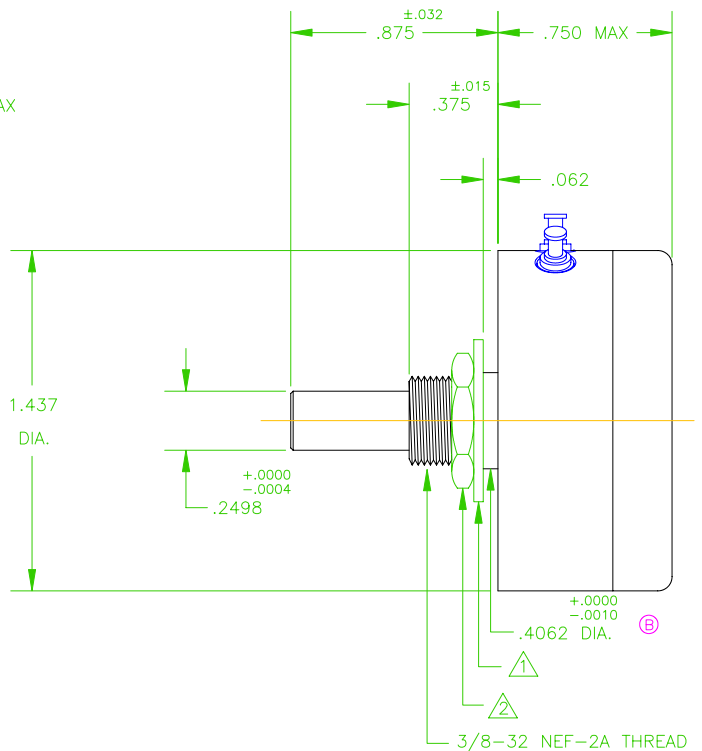 ±.032
.875
.750 MAX
±.015
.375
.062
1.437
DIA.
+.0000
-.0004
.2498
+.0000
-.0010
.4062 DIA.
B
1
2
3/8-32 NEF-2A THREAD